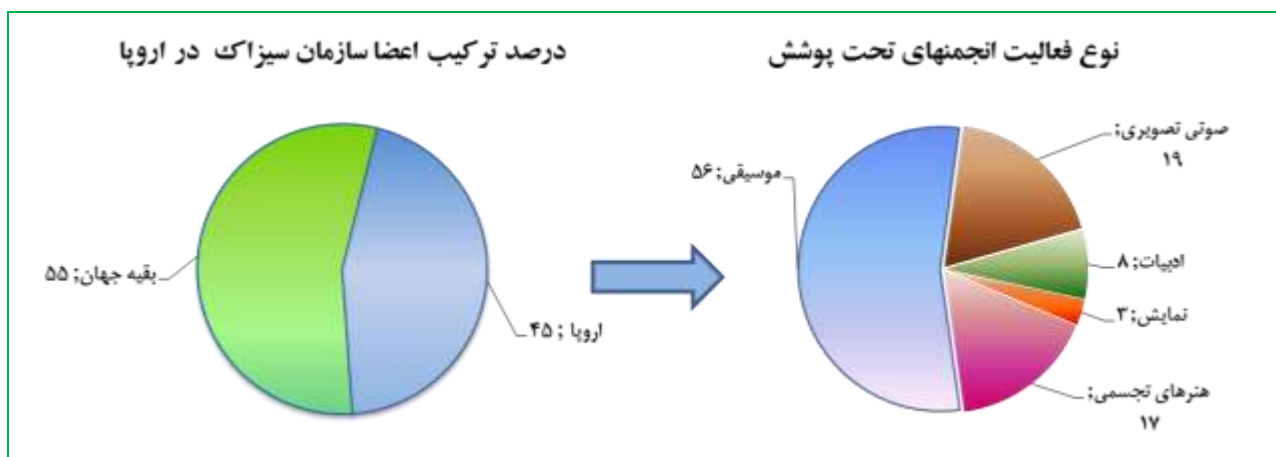 نوع فعالیت انجمنهای تحت پوشش
صوتی تصویری;
۱۹
موسیقی; ۵۶
ادبیات; ۸
نمایش; ۳
هنرهای تجسمی;
۱۷
درصد ترکیب اعضا سازمان سیزاک در اروپا
بقیه جهان; ۵۵
اروپا ; ۴۵